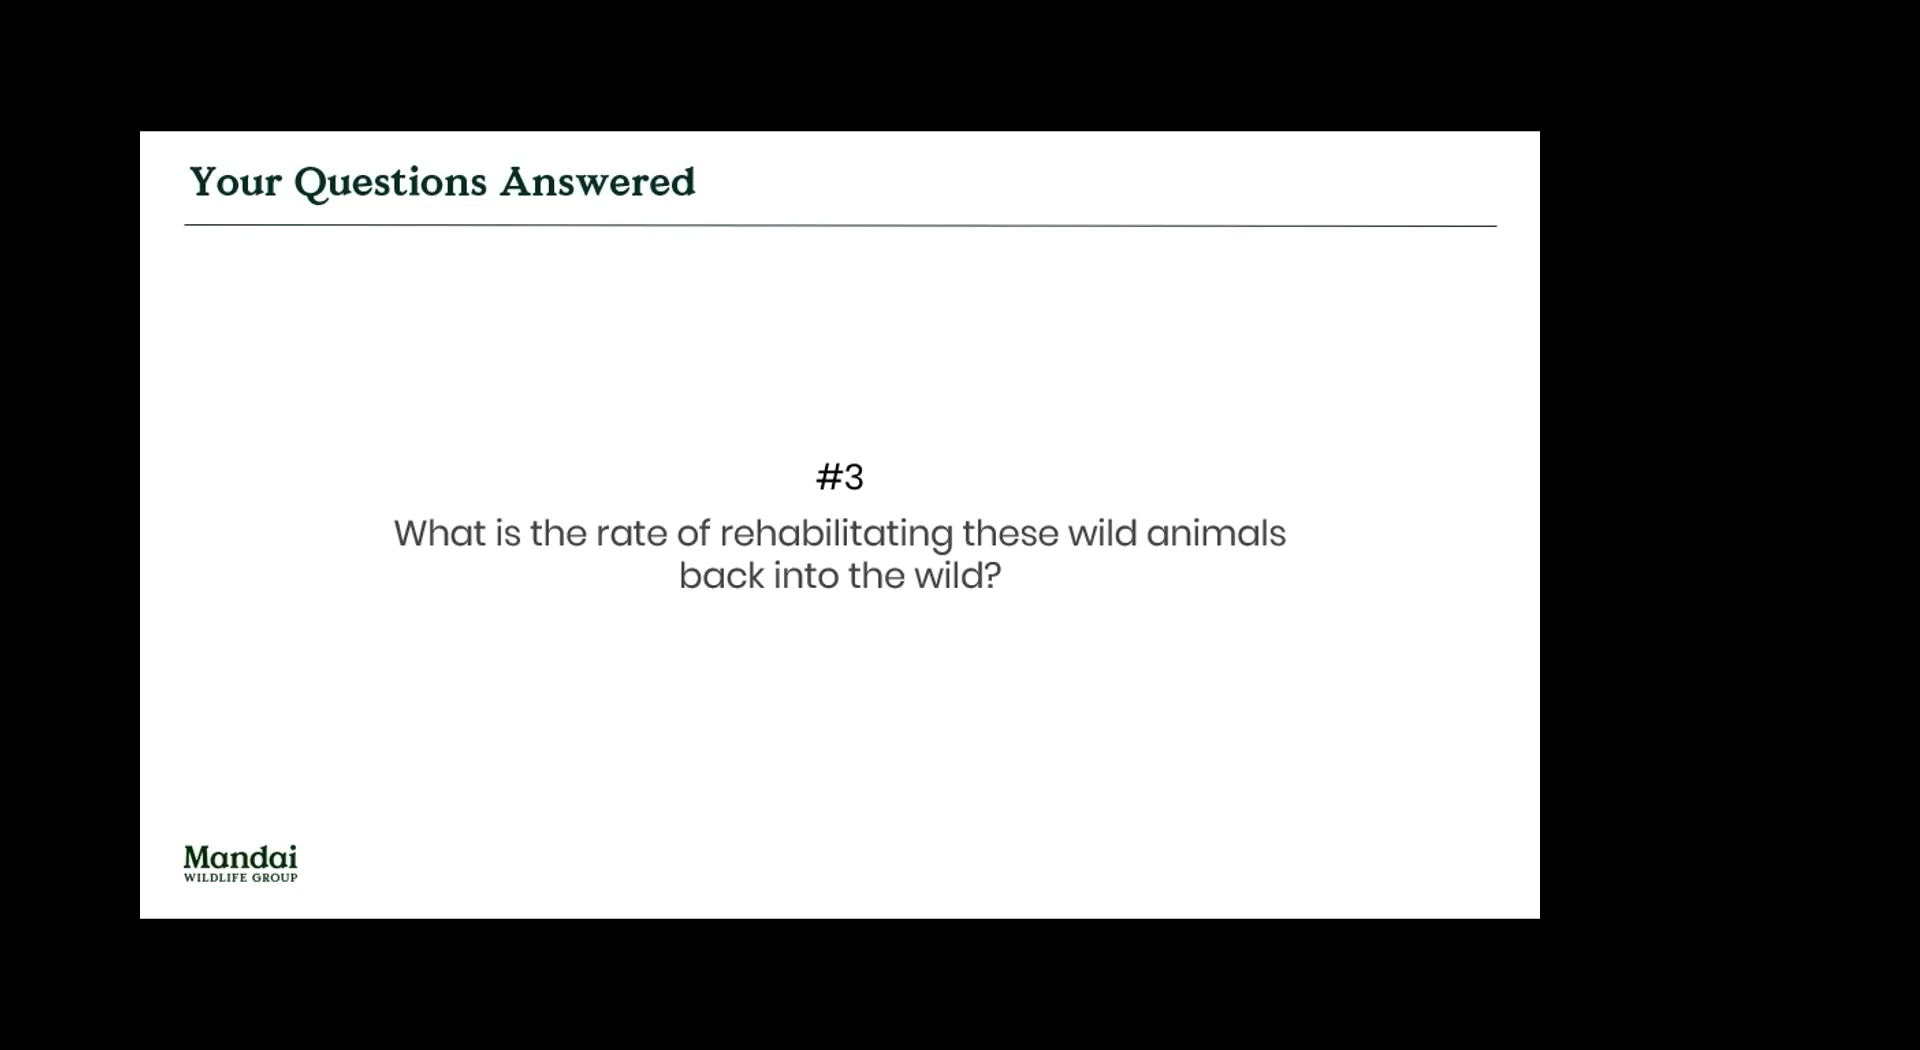 Your Questions Answered
#3
What is the rate of rehabilitating these wild animals
back into the wild?
Mandai
WILDLIFE GROUP